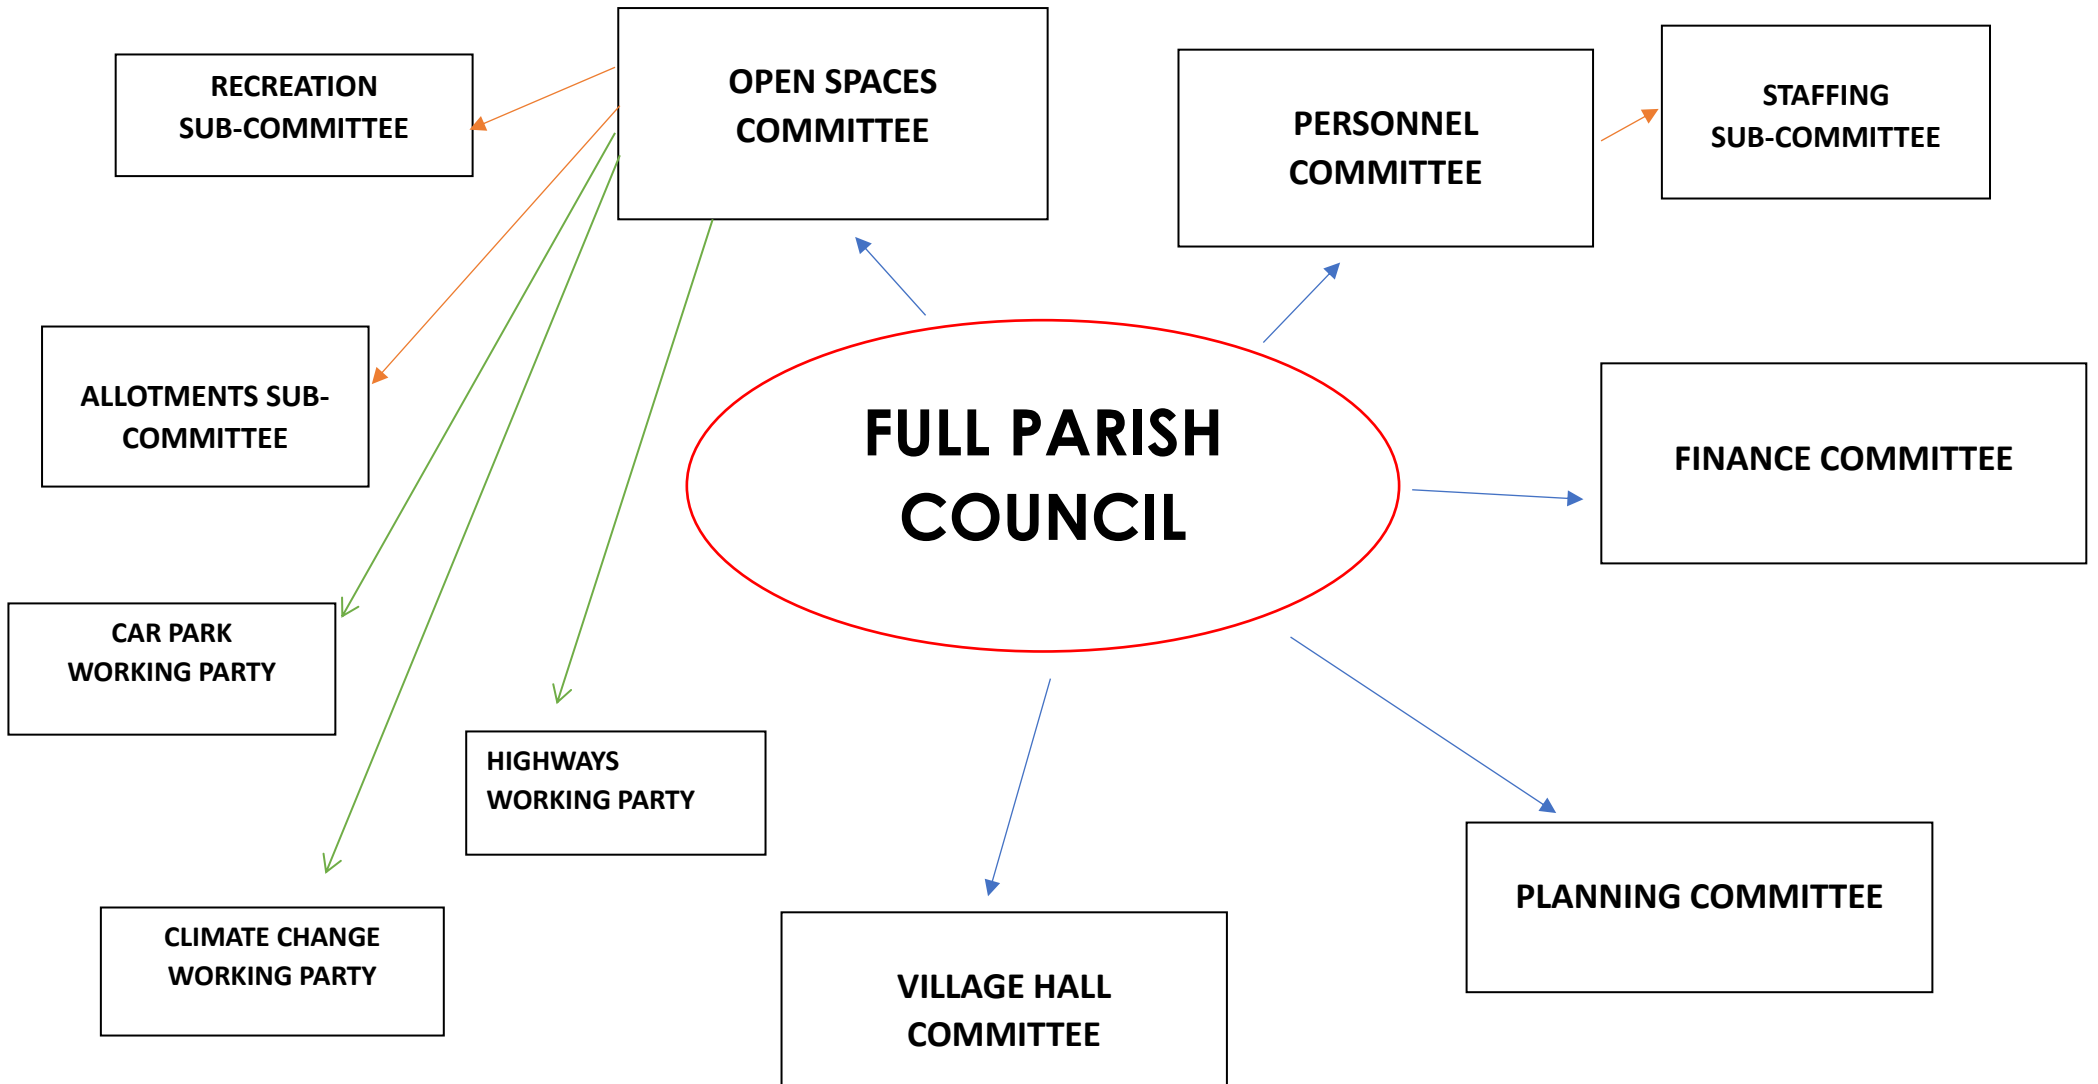 RECREATION
SUB-COMMITTEE
OPEN SPACES
COMMITTEE
PERSONNEL
COMMITTEE
STAFFING
SUB-COMMITTEE
ALLOTMENTS SUB-
COMMITTEE
FULL PARISH
COUNCIL
FINANCE COMMITTEE
CAR PARK
WORKING PARTY
HIGHWAYS
WORKING PARTY
CLIMATE CHANGE
WORKING PARTY
VILLAGE HALL
COMMITTEE
PLANNING COMMITTEE